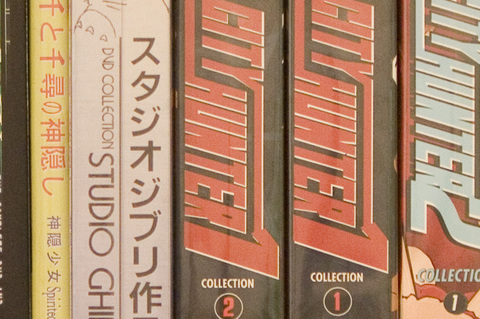 千と千尋の神隠し
神隠少女 Spirited
DVD COLLECTION
STUDIO GHI
スタジオジブリ作
CITY HUNTER
COLLECTION
2
CITY HUNTER
COLLECTION
1
CITY HUNTER 2
COLLECTION
1